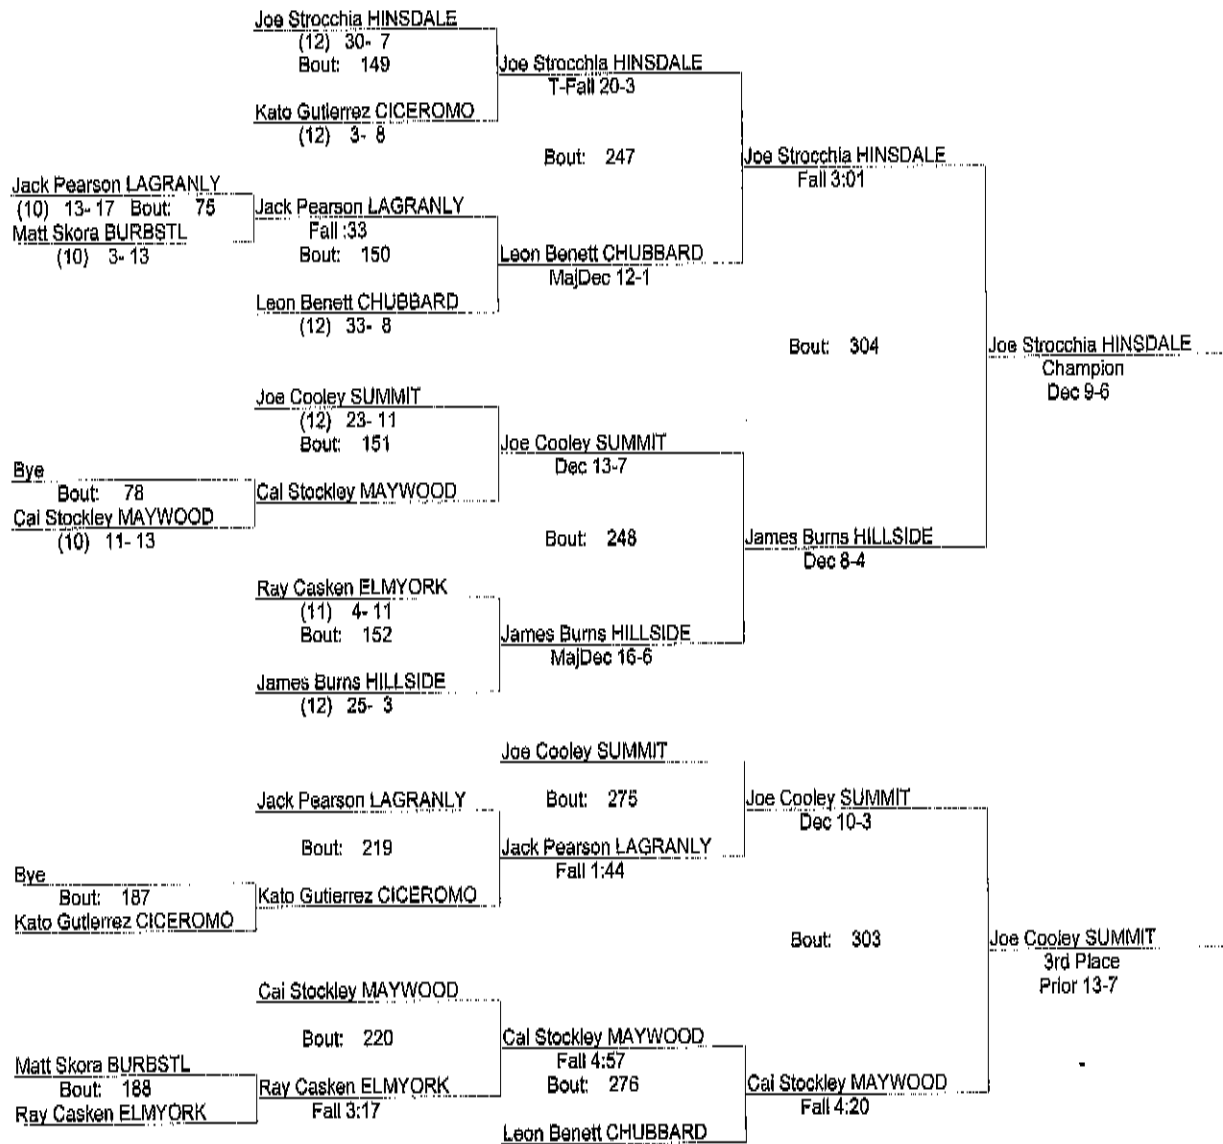 Joe Strocchia HINSDALE
(12) 30- 7
Bout: 149
Joe Strocchia HINSDALE
T-Fall 20-3
Kato Gutierrez CICEROMO
(12) 3- 8
Bout: 247
Joe Strocchia HINSDALE
Fall 3:01
Jack Pearson LAGRANLY
(10) 13- 17 Bout: 75
Matt Skora BURBSTL
(10) 3- 13
Jack Pearson LAGRANLY
Fall :33
Bout: 150
Leon Benett CHUBBARD
MajDec 12-1
Leon Benett CHUBBARD
(12) 33- 8
Bout: 304
Joe Strocchia HINSDALE
Champion
Dec 9-6
Joe Cooley SUMMIT
(12) 23- 11
Bout: 151
Joe Cooley SUMMIT
Dec 13-7
Bye
Bout: 78
Cai Stockley MAYWOOD
(10) 11- 13
Cai Stockley MAYWOOD
Bout: 248
James Burns HILLSIDE
Dec 8-4
Ray Casken ELMYORK
(11) 4- 11
Bout: 152
James Burns HILLSIDE
MajDec 16-6
James Burns HILLSIDE
(12) 25- 3
Joe Cooley SUMMIT
Jack Pearson LAGRANLY
Bout: 275
Joe Cooley SUMMIT
Dec 10-3
Bout: 219
Jack Pearson LAGRANLY
Fall 1:44
Bye
Bout: 187
Kato Gutierrez CICEROMO
Kato Gutierrez CICEROMO
Bout: 303
Joe Cooley SUMMIT
3rd Place
Prior 13-7
Cai Stockley MAYWOOD
Bout: 220
Cai Stockley MAYWOOD
Fall 4:57
Bout: 276
Matt Skora BURBSTL
Bout: 188
Ray Casken ELMYORK
Ray Casken ELMYORK
Fall 3:17
Cai Stockley MAYWOOD
Fall 4:20
Leon Benett CHUBBARD